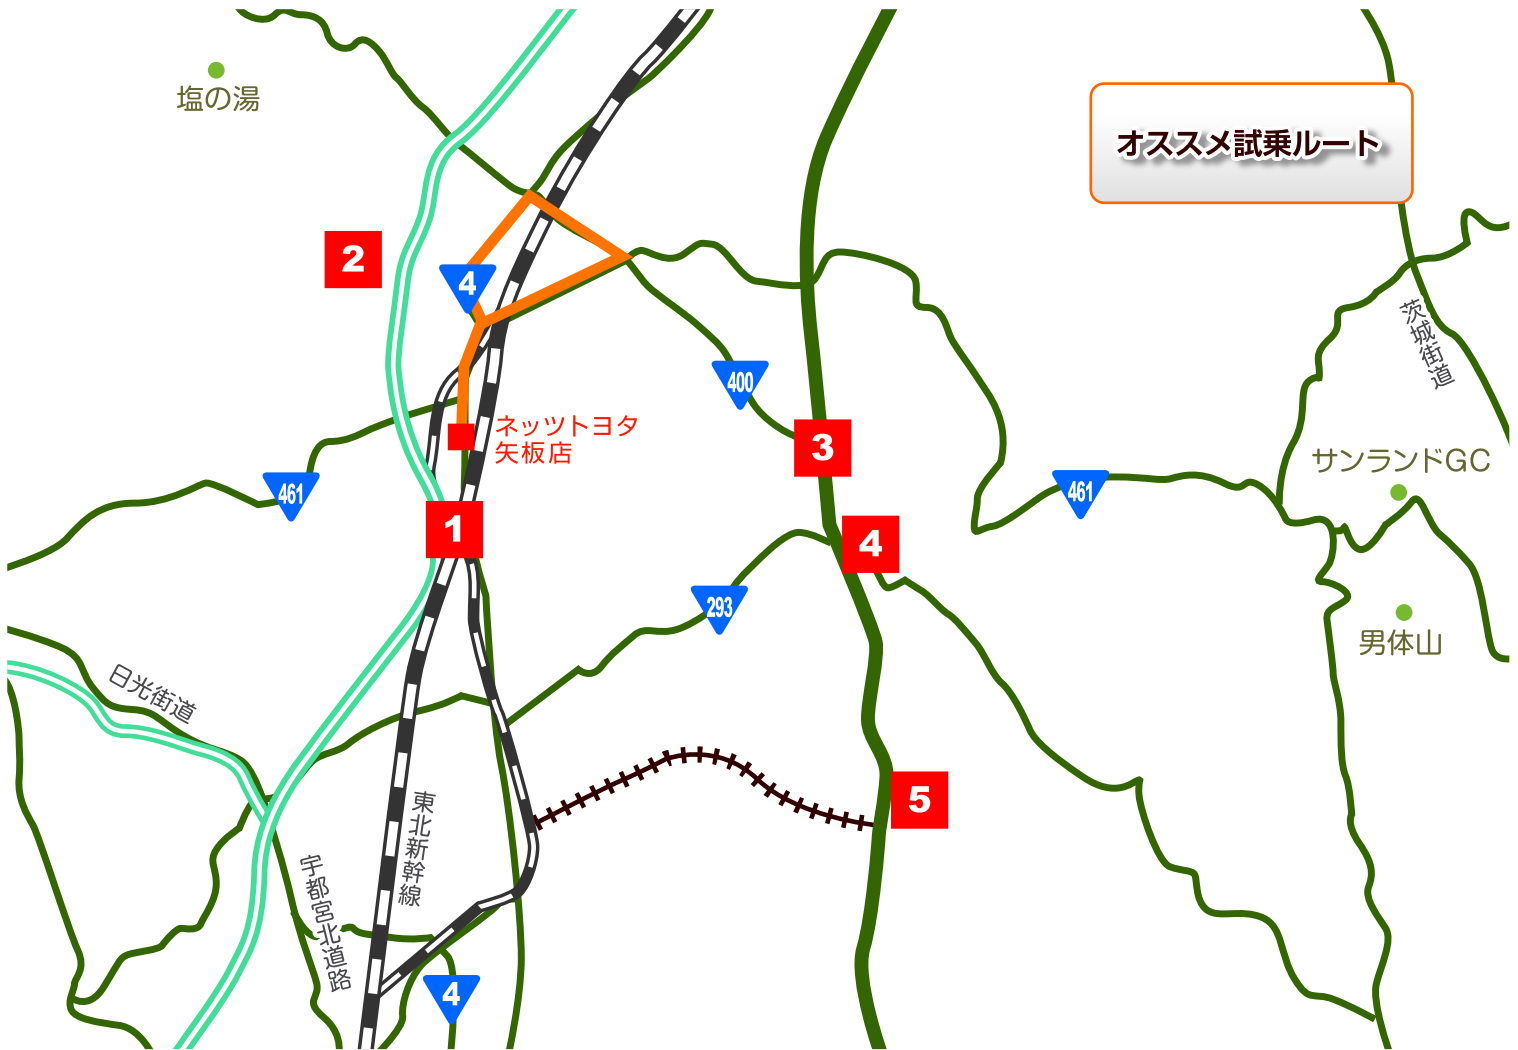 塩の湯
オススメ試乗ルート
2
4
茨城街道
400
ネッツトヨタ
矢板店
3
サンランドGC
461
461
1
4
293
男体山
日光街道
東北新幹線
5
宇都宮北道路
4